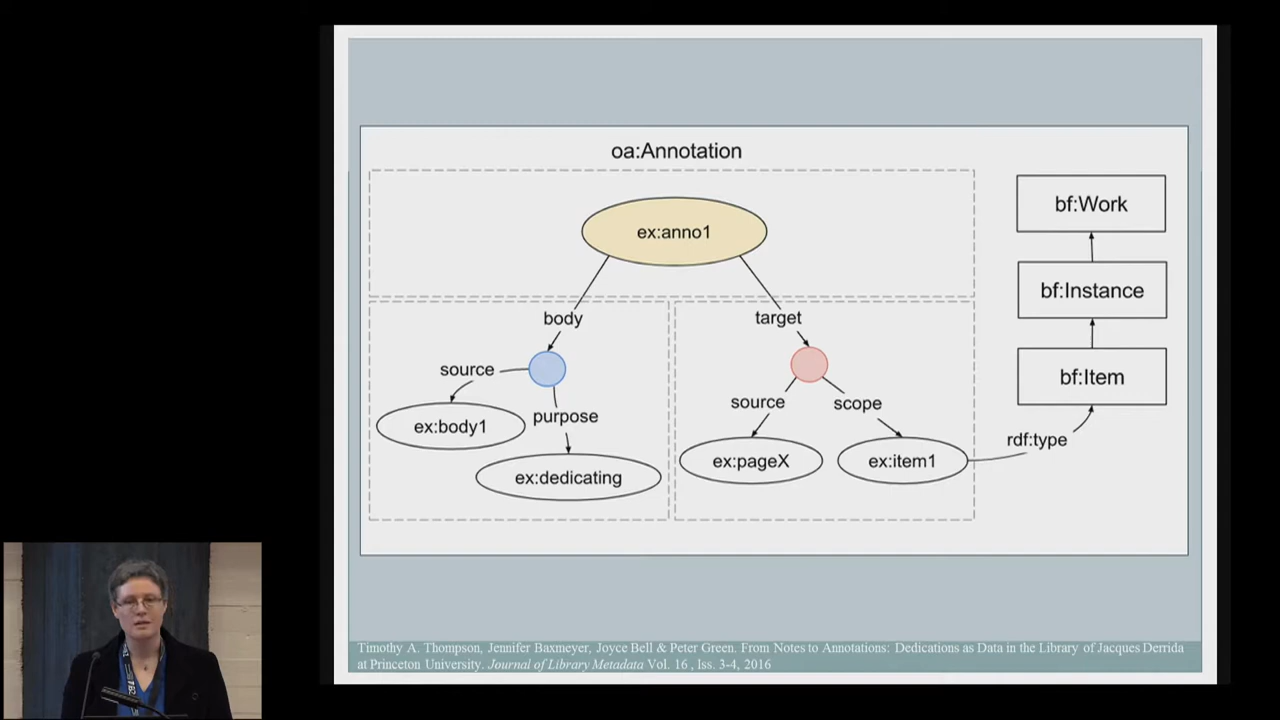 oa:Annotation
ex:anno1
bf:Work
bf:Instance
body
target
source
purpose
source
scope
bf:Item
ex:body1
ex:dedicating
ex:pageX
ex:item1
rdf:type
Timothy A. Thompson, Jennifer Baxmeyer, Joyce Bell & Peter Green. From Notes to Annotations: Dedications as Data in the Library of Jacques Derrida
at Princeton University. Journal of Library Metadata Vol. 16 , Iss. 3-4, 2016